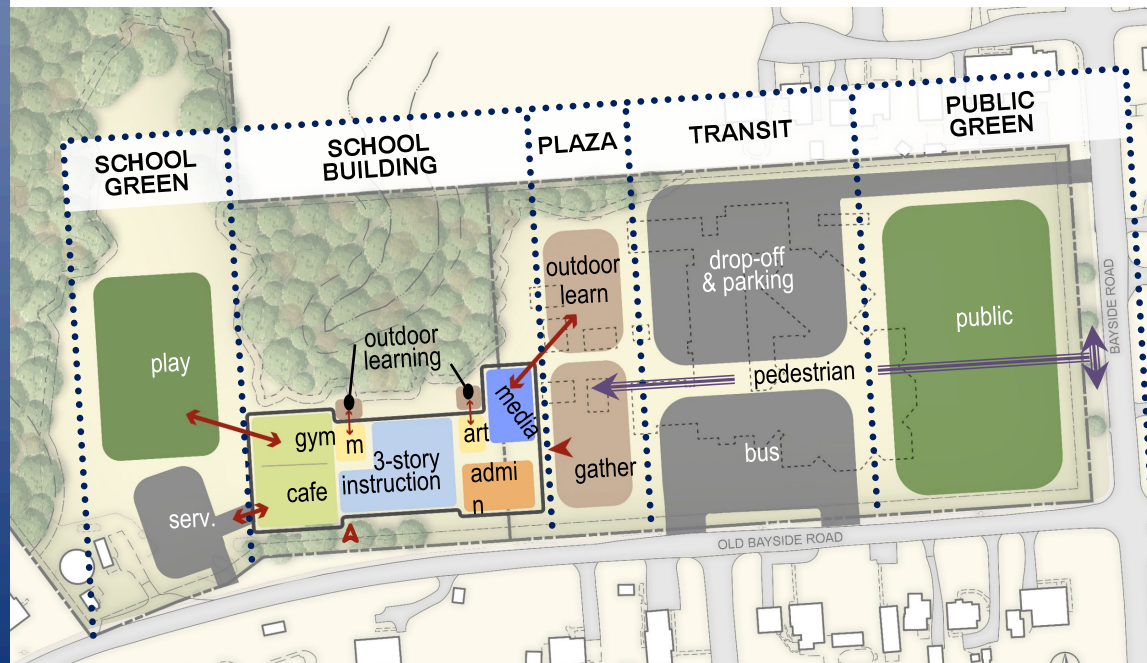 SCHOOL
GREEN
SCHOOL
BUILDING
PLAZA
TRANSIT
PUBLIC
GREEN
outdoor
learn
drop-off
& parking
public
BAYSIDE ROAD
play
outdoor
learning
pedestrian
media
gym
m
art
3-story
instruction
cafe
admi
n
gather
bus
serv.
OLD BAYSIDE ROAD